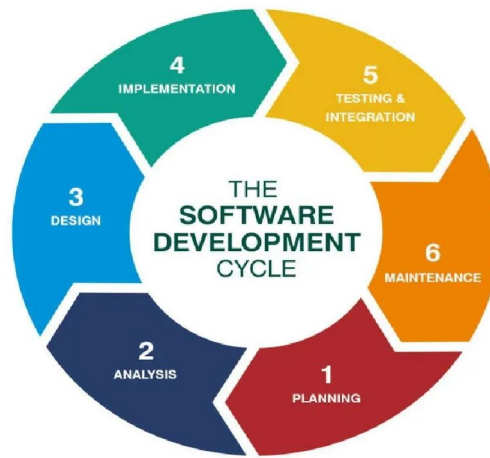 THE
SOFTWARE
DEVELOPMENT
CYCLE
1
PLANNING
2
ANALYSIS
3
DESIGN
4
IMPLEMENTATION
5
TESTING &
INTEGRATION
6
MAINTENANCE